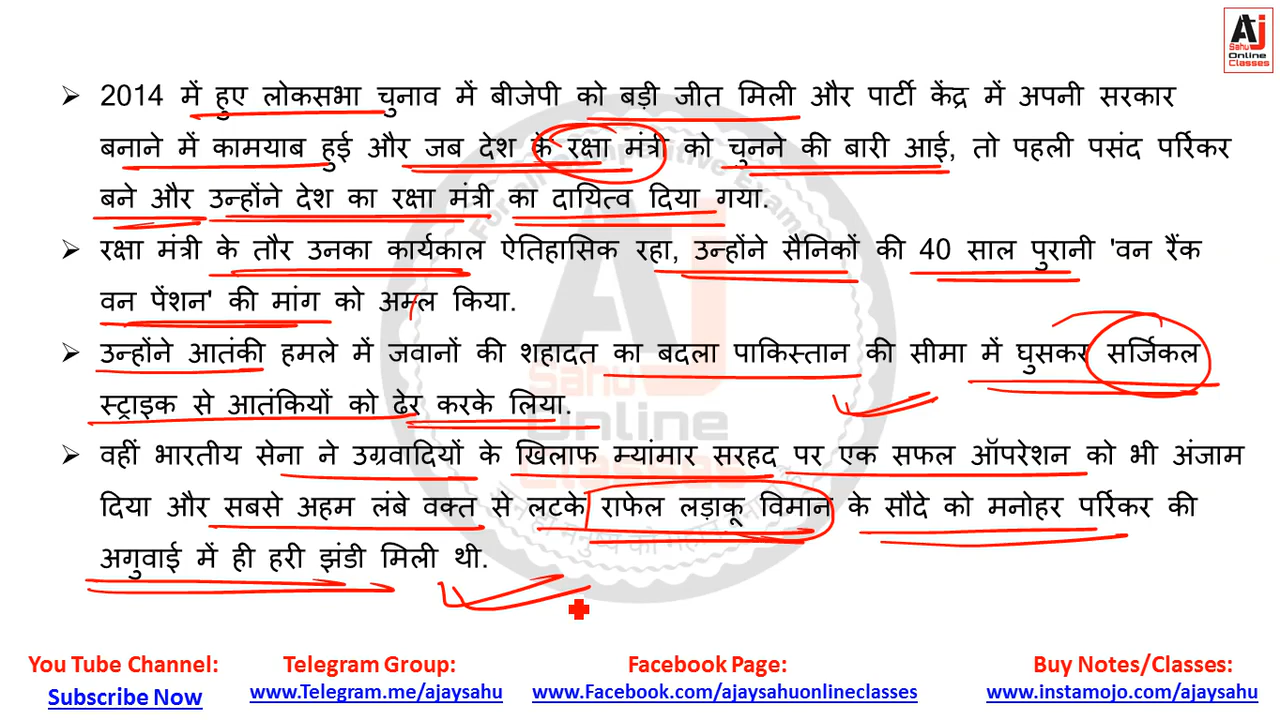 Aj
Sahu
Online
Classes
➢ 2014 में हुए लोकसभा चुनाव में बीजेपी को बड़ी जीत मिली और पार्टी केंद्र में अपनी सरकार
बनाने में कामयाब हुई और जब देश के रक्षा मंत्री को चुनने की बारी आई, तो पहली पसंद पर्रिकर
बने और उन्होंने देश का रक्षा मंत्री का दायित्व दिया गया.
➢ रक्षा मंत्री के तौर उनका कार्यकाल ऐतिहासिक रहा, उन्होंने सैनिकों की 40 साल पुरानी 'वन रैंक
वन पेंशन' की मांग को अमल किया.
➢ उन्होंने आतंकी हमले में जवानों की शहादत का बदला पाकिस्तान की सीमा में घुसकर सर्जिकल
स्ट्राइक से आतंकियों को ढेर करके लिया.
➢ वहीं भारतीय सेना ने उग्रवादियों के खिलाफ म्यांमार सरहद पर एक सफल ऑपरेशन को भी अंजाम
दिया और सबसे अहम लंबे वक्त से लटके राफेल लड़ाकू विमान के सौदे को मनोहर पर्रिकर की
अगुवाई में ही हरी झंडी मिली थी.
You Tube Channel: Telegram Group: Facebook Page: Buy Notes/Classes:
Subscribe Now www.Telegram.me/ajaysahu www.Facebook.com/ajaysahuonlineclasses www.instamojo.com/ajaysahu